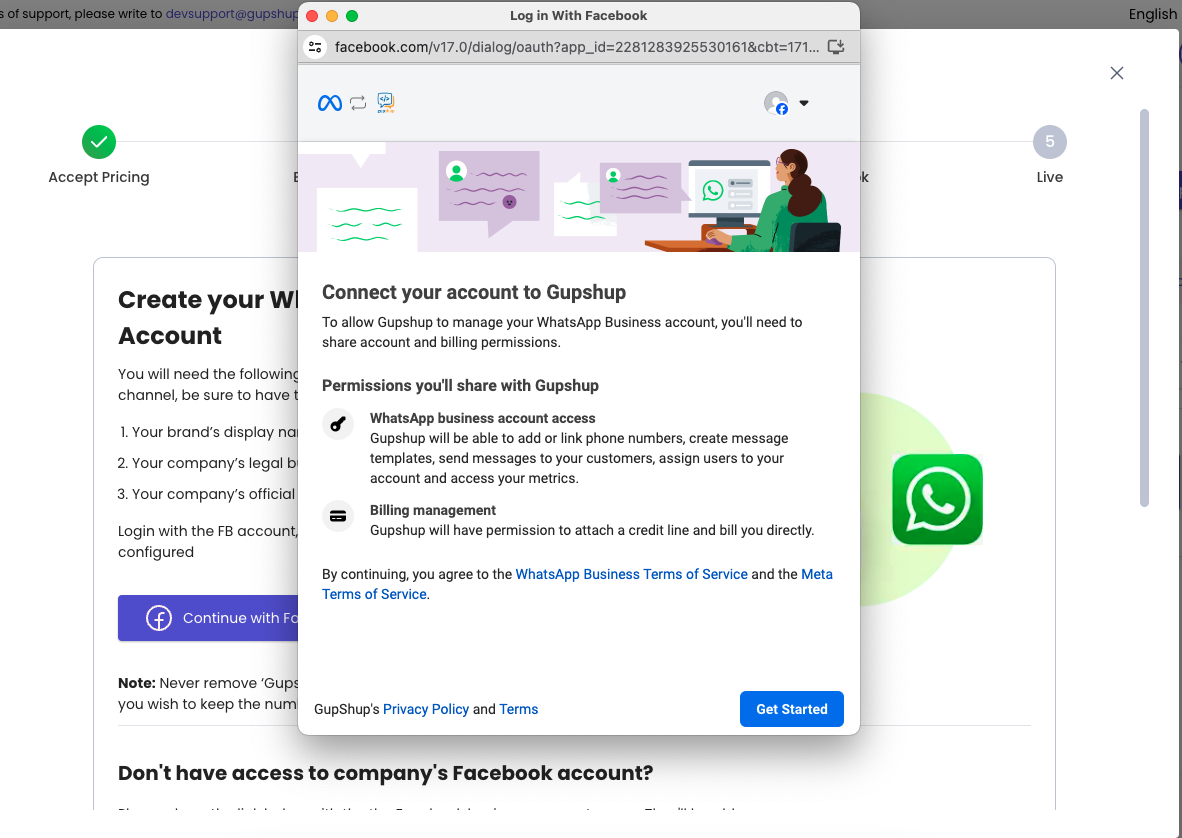 s of support, please write to devsupport@gupshup
English
Log in With Facebook
facebook.com/v17.0/dialog/oauth?app_id=2281283925530161&cbt=171...
Accept Pricing
5
Live
Create your W
Account
You will need the following
channel, be sure to have t
1. Your brand's display na
2. Your company's legal b
3. Your company's official
Login with the FB account,
configured
Continue with Fa
Note: Never remove 'Gups
you wish to keep the num
Don't have access to company's Facebook account?
Connect your account to Gupshup
To allow Gupshup to manage your WhatsApp Business account, you'll need to
share account and billing permissions.
Permissions you'll share with Gupshup
WhatsApp business account access
Gupshup will be able to add or link phone numbers, create message
templates, send messages to your customers, assign users to your
account and access your metrics.
Billing management
Gupshup will have permission to attach a credit line and bill you directly.
By continuing, you agree to the WhatsApp Business Terms of Service and the Meta
Terms of Service.
GupShup's Privacy Policy and Terms
Get Started